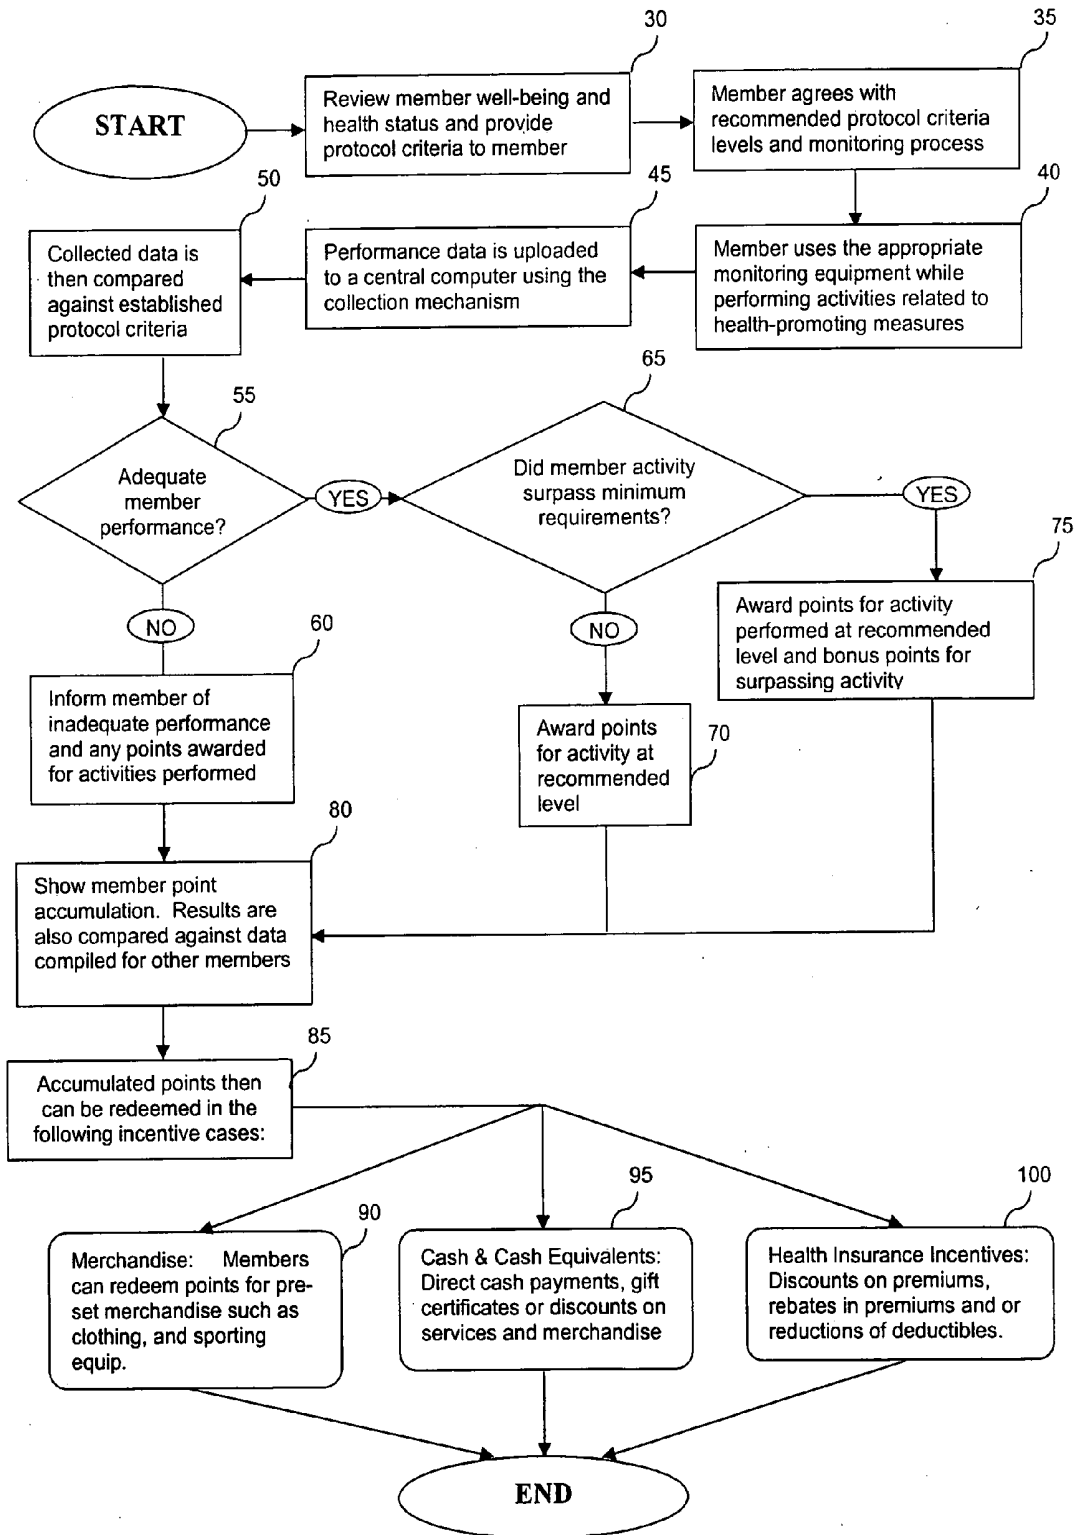 30
35
START
Review member well-being and
health status and provide
protocol criteria to member
Member agrees with
recommended protocol criteria
levels and monitoring process
50
45
40
Collected data is
then compared
against established
protocol criteria
Performance data is uploaded
to a central computer using the
collection mechanism
Member uses the appropriate
monitoring equipment while
performing activities related to
health-promoting measures
65
55
Adequate
member
performance?
YES
Did member activity
surpass minimum
requirements?
YES
75
NO
60
NO
Award points for activity
performed at recommended
level and bonus points for
surpassing activity
Inform member of
inadequate performance
and any points awarded
for activities performed
Award points
for activity at
recommended
level
70
80
Show member point
accumulation. Results are
also compared against data
compiled for other members
85
Accumulated points then
can be redeemed in the
following incentive cases:
90
95
100
Merchandise: Members
can redeem points for pre-
set merchandise such as
clothing, and sporting
equip.
Cash & Cash Equivalents:
Direct cash payments, gift
certificates or discounts on
services and merchandise
Health Insurance Incentives:
Discounts on premiums,
rebates in premiums and or
reductions of deductibles.
END